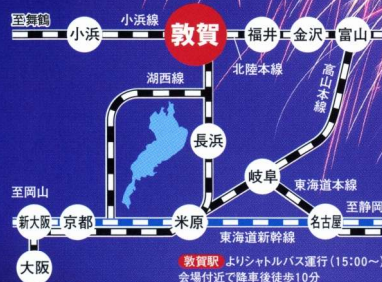 至舞鶴
小浜線
小浜
敦賀
福井
金沢
富山
北陸本線
高山本線
湖西線
長浜
岐阜
東海道本線
至岡山
至静岡
新大阪
京都
米原
名古屋
東海道新幹線
大阪
敦賀駅よりシャトルバス運行(15:00〜)
会場付近で降車後徒歩10分